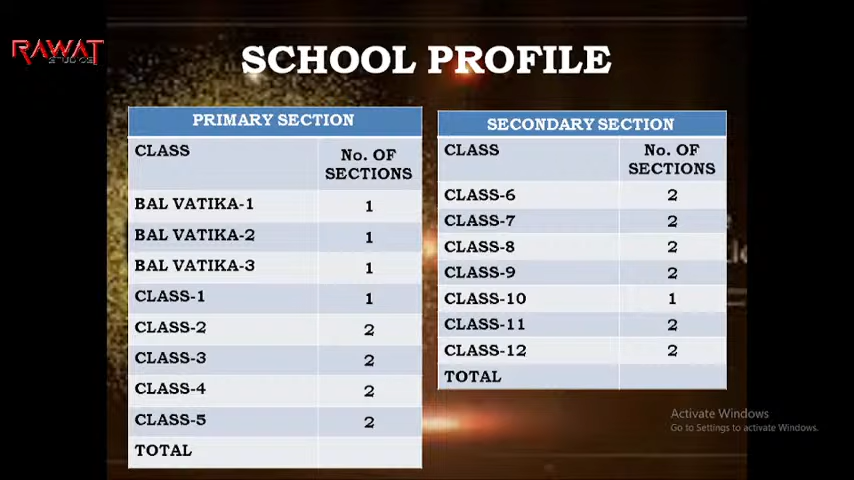 RAWAT
STUDIOS
SCHOOL PROFILE
PRIMARY SECTION
CLASS No. OF SECTIONS
BAL VATIKA-1 1
BAL VATIKA-2 1
BAL VATIKA-3 1
CLASS-1 1
CLASS-2 2
CLASS-3 2
CLASS-4 2
CLASS-5 2
TOTAL
SECONDARY SECTION
CLASS No. OF SECTIONS
CLASS-6 2
CLASS-7 2
CLASS-8 2
CLASS-9 2
CLASS-10 1
CLASS-11 2
CLASS-12 2
TOTAL
Activate Windows
Go to Settings to activate Windows.